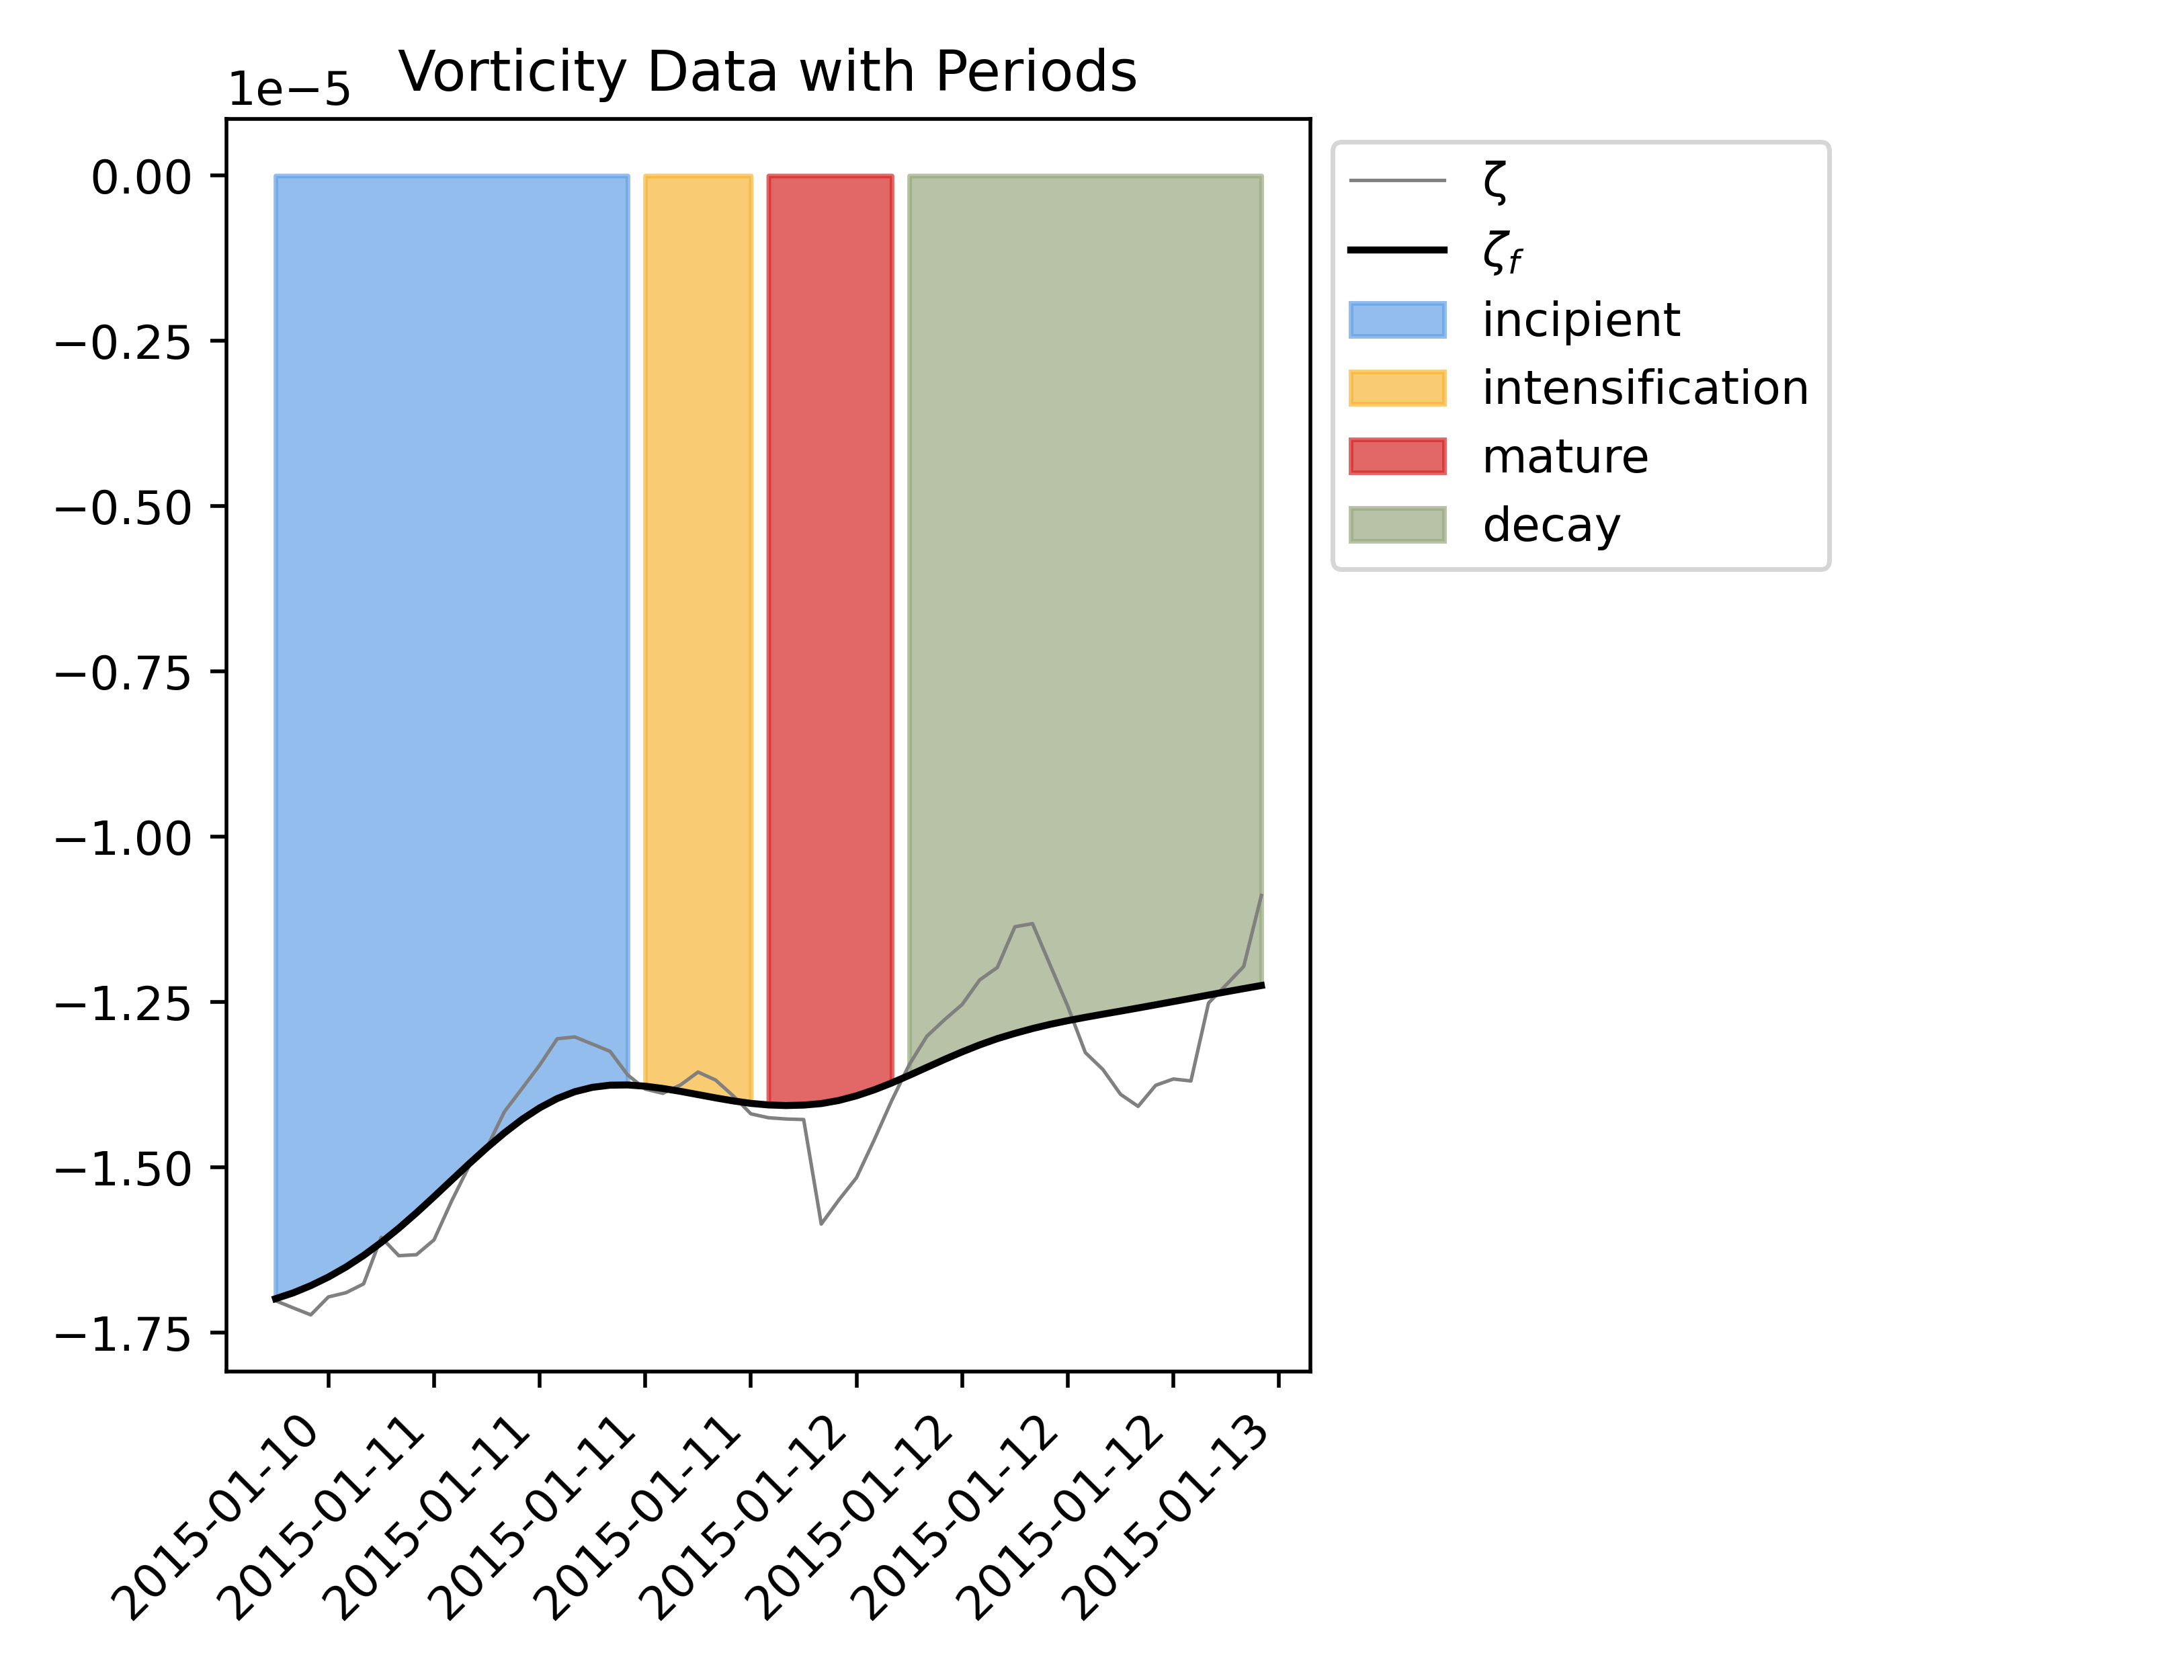 Vorticity Data with Periods
1e−5
0.00
−0.25
−0.50
−0.75
−1.00
−1.25
−1.50
−1.75
2015-01-10
2015-01-11
2015-01-11
2015-01-11
2015-01-11
2015-01-12
2015-01-12
2015-01-12
2015-01-12
2015-01-13
ζ
ζf
incipient
intensification
mature
decay